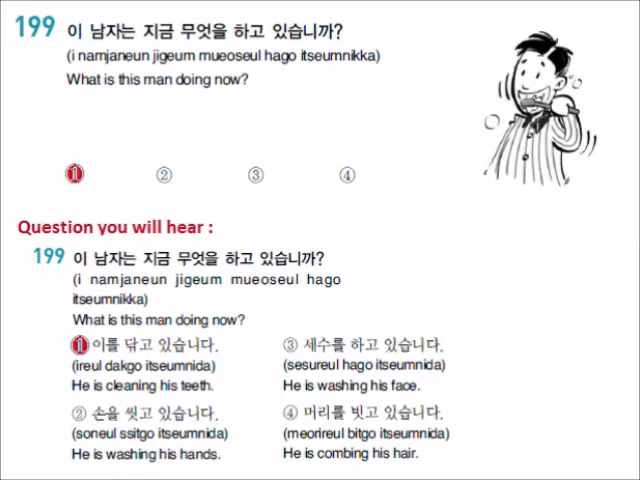 199 이 남자는 지금 무엇을 하고 있습니까?
(i namjaneun jigeum mueoseul hago itseumnikka)
What is this man doing now?
① ② ③ ④
Question you will hear :
199 이 남자는 지금 무엇을 하고 있습니까?
(i namjaneun jigeum mueoseul hago
itseumnikka)
What is this man doing now?
① 이를 닦고 있습니다.
(ireul dakgo itseumnida)
He is cleaning his teeth.
② 손을 씻고 있습니다.
(soneul ssitgo itseumnida)
He is washing his hands.
③ 세수를 하고 있습니다.
(sesureul hago itseumnida)
He is washing his face.
④ 머리를 빗고 있습니다.
(meorireul bitgo itseumnida)
He is combing his hair.